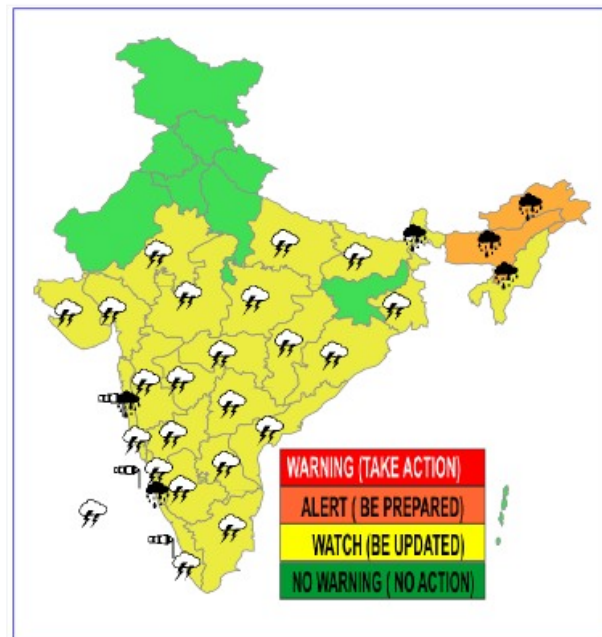 WARNING (TAKE ACTION)
ALERT ( BE PREPARED)
WATCH (BE UPDATED)
NO WARNING ( NO ACTION)